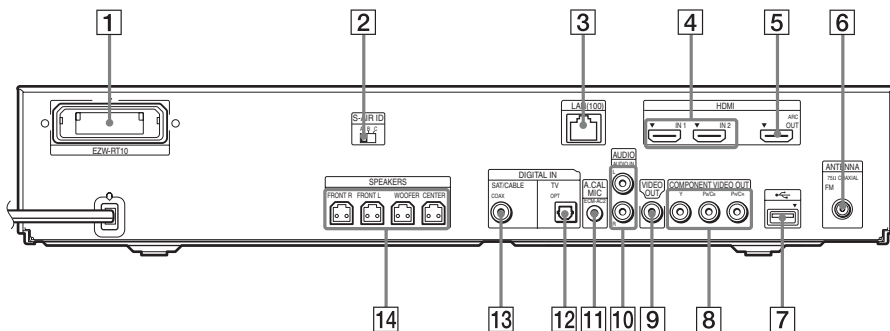 1 2 3 4 5 6
S-AIR ID
A B C
LAN(100)
HDMI
IN 1 IN 2
ARC
OUT
EZW-RT10
SPEAKERS
FRONT R FRONT L WOOFER CENTER
DIGITAL IN
SAT/CABLE TV
COAX OPT
A.CAL
MIC
ECM-AC2
AUDIO
AUDIO IN
L
R
VIDEO
OUT
COMPONENT VIDEO OUT
Y PB/CB PR/CR
ANTENNA
75Ω COAXIAL
FM
14 13 12 11 10 9 8 7